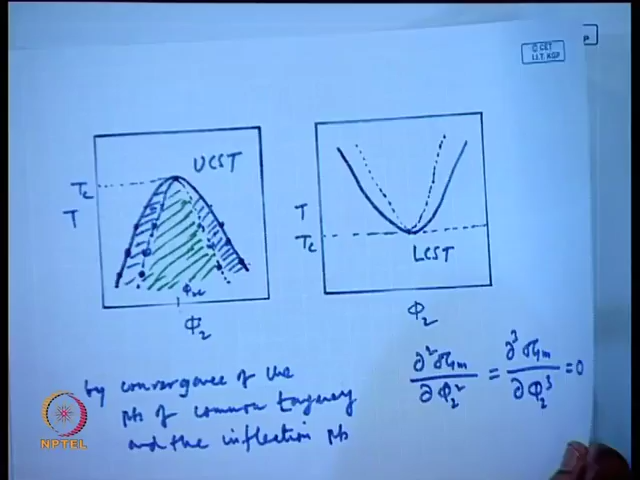 © CET
I.I.T. KGP
UCST
Tc
T
Φ2c
Φ2
T
Tc
LCST
Φ2
by convergence of the
pts of common tangency
and the inflection pts
∂²ΔGm / ∂Φ2² = ∂³ΔGm / ∂Φ2³ = 0
NPTEL